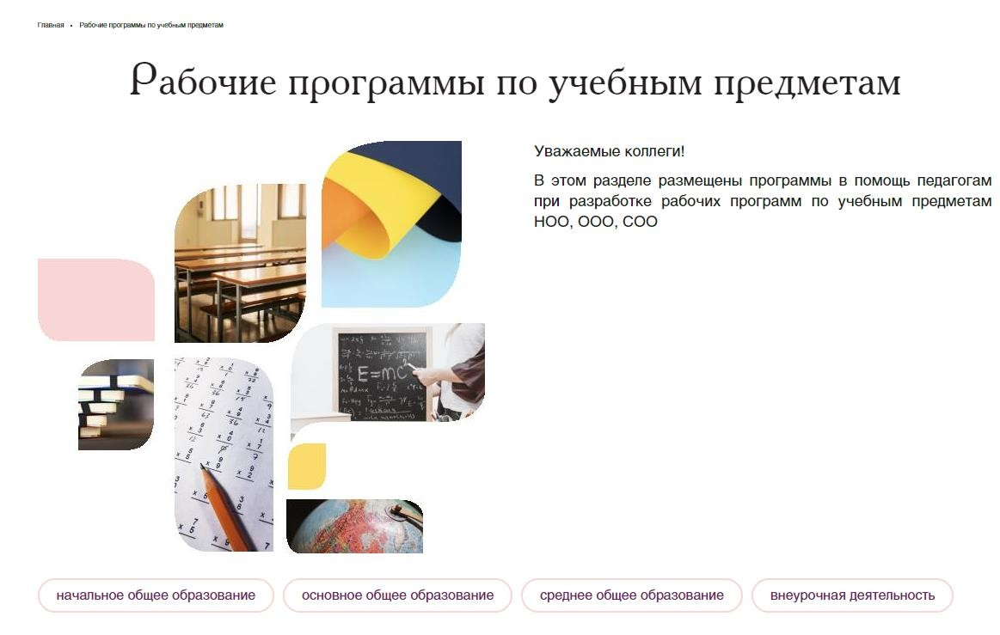 Главная • Рабочие программы по учебным предметам
Рабочие программы по учебным предметам
Уважаемые коллеги!
В этом разделе размещены программы в помощь педагогам
при разработке рабочих программ по учебным предметам
НОО, ООО, СОО
E=mc²
начальное общее образование
основное общее образование
среднее общее образование
внеурочная деятельность